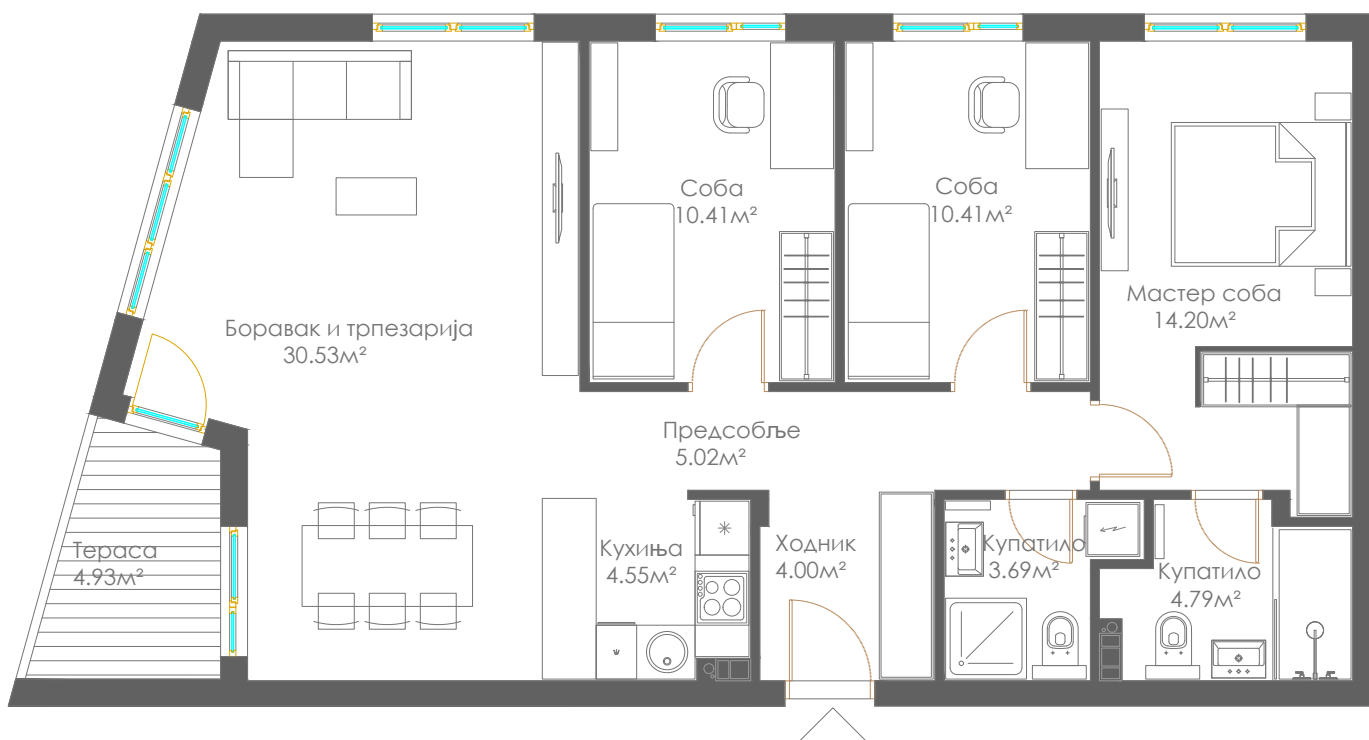 Соба
10.41м²
Соба
10.41м²
Мастер соба
14.20м²
Боравак и трпезарија
30.53м²
Предсобље
5.02м²
Тераса
4.93м²
Кухиња
4.55м²
Ходник
4.00м²
Купатило
3.69м²
Купатило
4.79м²